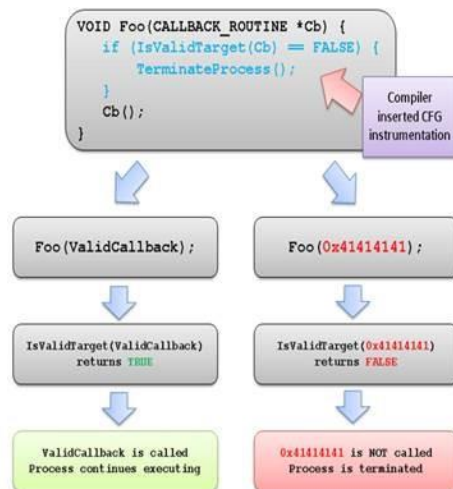 VOID Foo(CALLBACK_ROUTINE *Cb) {
if (IsValidTarget(Cb) == FALSE) {
TerminateProcess();
}
Cb();
}
Compiler
inserted CFG
instrumentation
Foo(ValidCallback);
Foo(0x41414141);
IsValidTarget(ValidCallback)
returns TRUE
IsValidTarget(0x41414141)
returns FALSE
ValidCallback is called
Process continues executing
0x41414141 is NOT called
Process is terminated